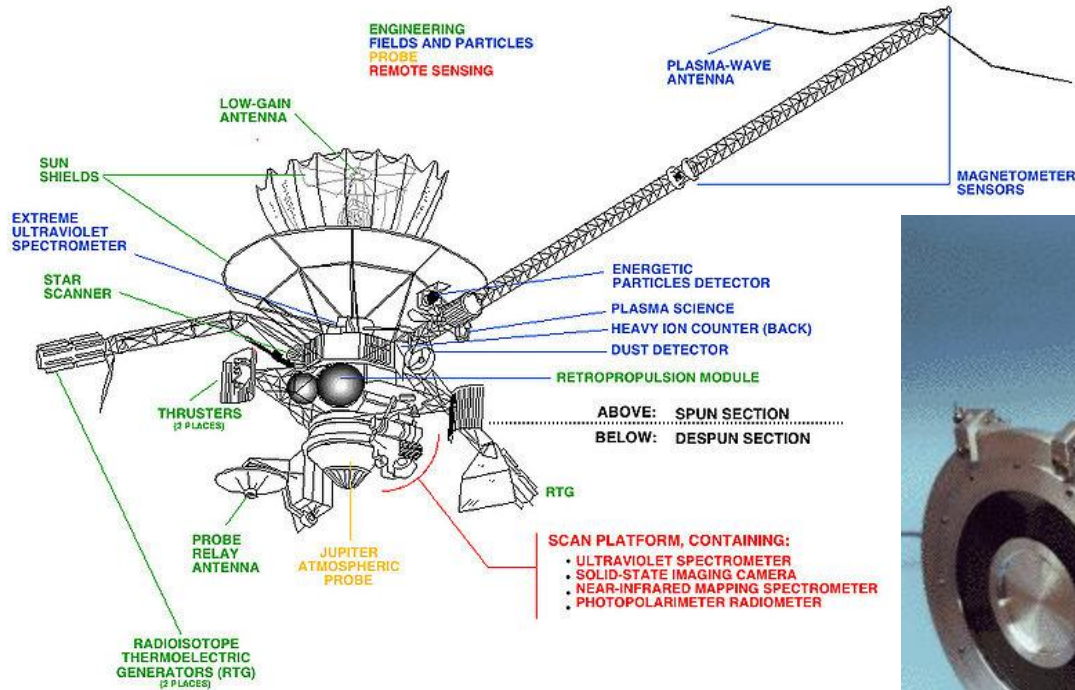 ENGINEERING
FIELDS AND PARTICLES
PROBE
REMOTE SENSING
PLASMA-WAVE
ANTENNA
LOW-GAIN
ANTENNA
SUN
SHIELDS
MAGNETOMETER
SENSORS
EXTREME
ULTRAVIOLET
SPECTROMETER
ENERGETIC
PARTICLES DETECTOR
STAR
SCANNER
PLASMA SCIENCE
HEAVY ION COUNTER (BACK)
DUST DETECTOR
RETROPROPULSION MODULE
THRUSTERS
(2 PLACES)
ABOVE: SPUN SECTION
BELOW: DESPUN SECTION
RTG
PROBE
RELAY
ANTENNA
JUPITER
ATMOSPHERIC
PROBE
SCAN PLATFORM, CONTAINING:
• ULTRAVIOLET SPECTROMETER
• SOLID-STATE IMAGING CAMERA
• NEAR-INFRARED MAPPING SPECTROMETER
• PHOTOPOLARIMETER RADIOMETER
RADIOISOTOPE
THERMOELECTRIC
GENERATORS (RTG)
(2 PLACES)